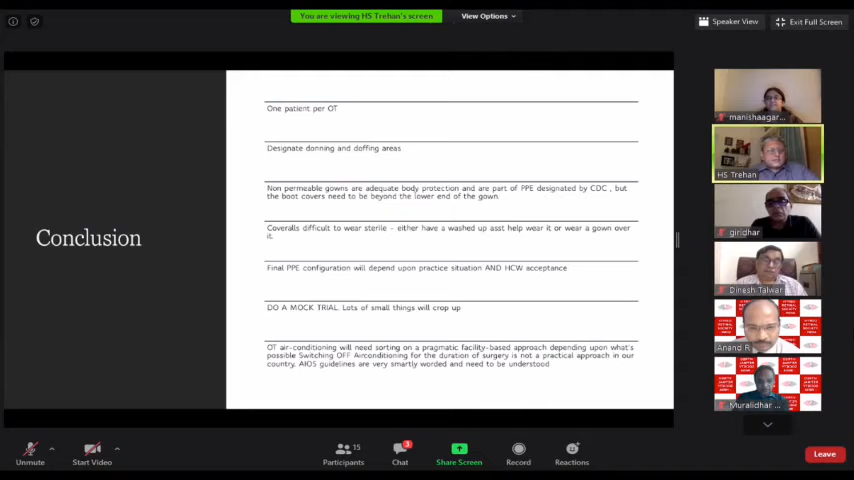 You are viewing HS Trehan's screen
View Options
Speaker View
Exit Full Screen
Conclusion
One patient per OT
Designate donning and doffing areas
Non permeable gowns are adequate body protection and are part of PPE designated by CDC , but
the boot covers need to be beyond the lower end of the gown.
Coveralls difficult to wear sterile - either have a washed up asst help wear it or wear a gown over
it.
Final PPE configuration will depend upon practice situation AND HCW acceptance
DO A MOCK TRIAL. Lots of small things will crop up
OT air-conditioning will need sorting on a pragmatic facility-based approach depending upon what's
possible Switching OFF Airconditioning for the duration of surgery is not a practical approach in our
country. AIOS guidelines are very smartly worded and need to be understood
manishaagar...
HS Trehan
giridhar
Dinesh Talwar
Anand R
Muralidhar ...
Unmute
Start Video
15
Participants
3
Chat
Share Screen
Record
Reactions
Leave